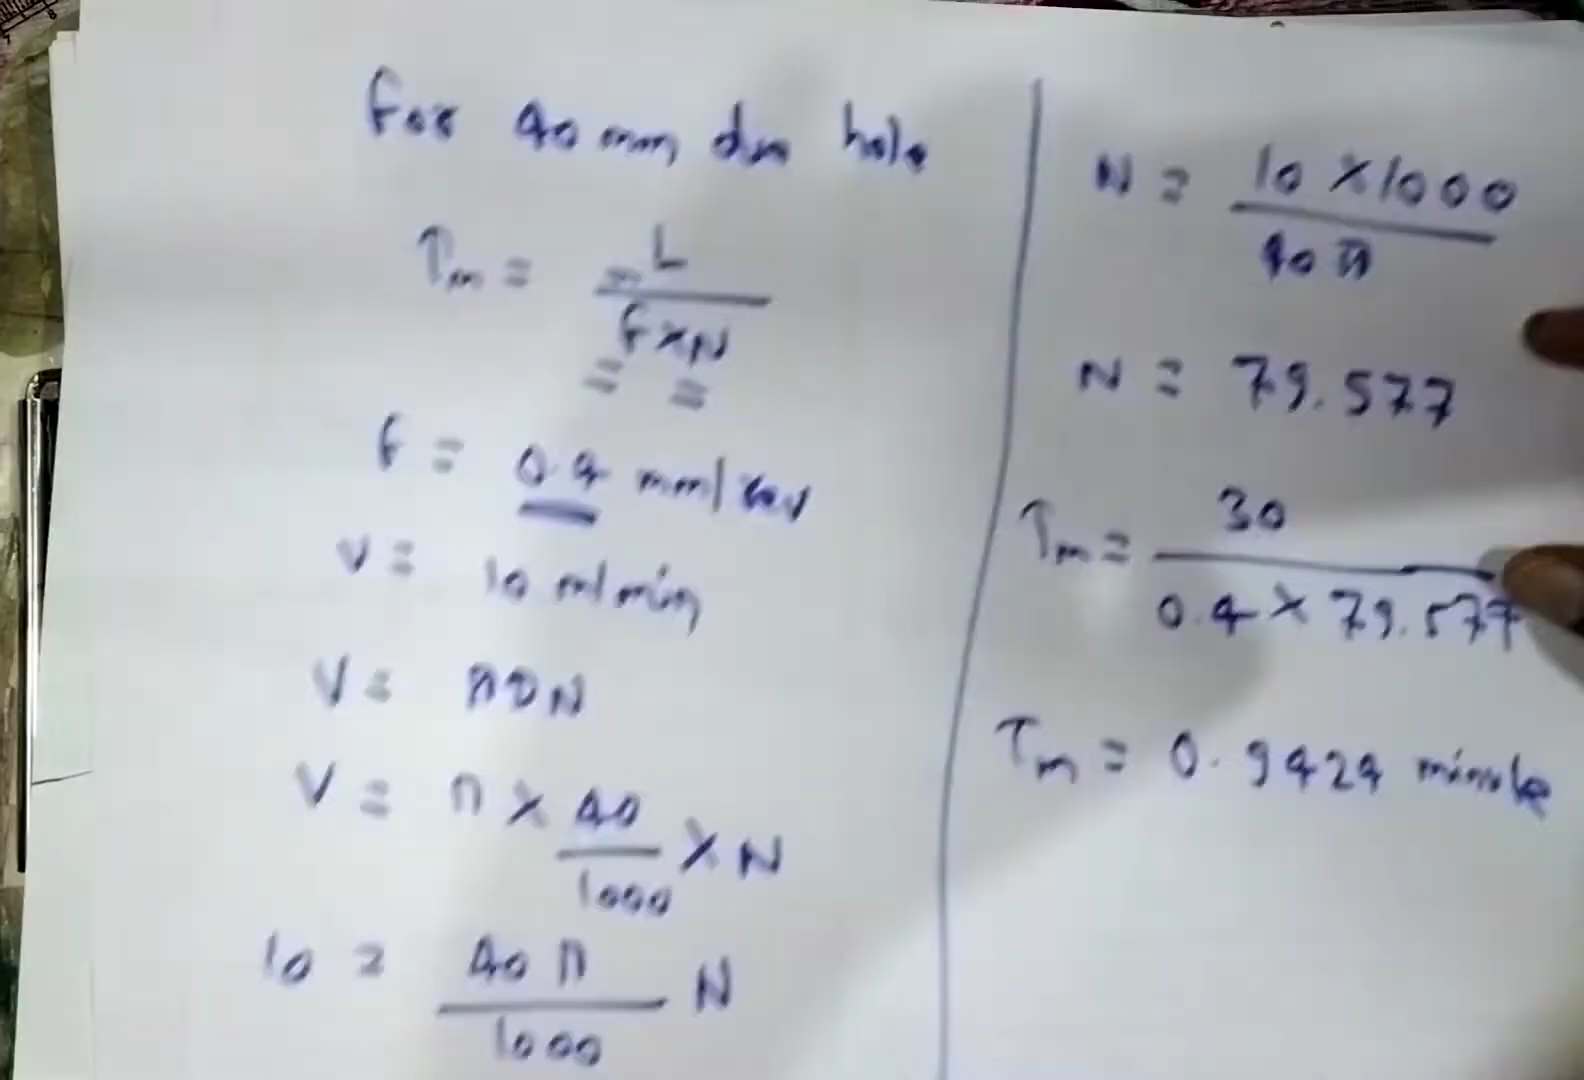 For 40 mm dia hole
Tm = L / f×N
f = 0.4 mm/rev
V = 10 m/min
V = πDN
V = π × 40/1000 × N
10 = 40π/1000 N
N = 10×1000 / 40π
N = 79.577
Tm = 30 / 0.4×79.577
Tm = 0.9424 minute